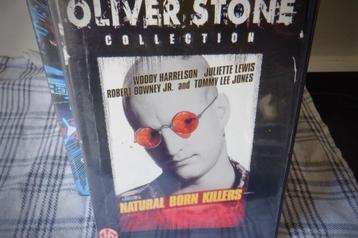 OLIVER STONE
COLLECTION
WOODY HARRELSON JULIETTE LEWIS
ROBERT DOWNEY JR. and TOMMY LEE JONES
NATURAL BORN KILLERS